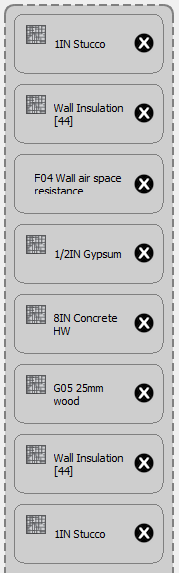 1IN Stucco
Wall Insulation
[44]
F04 Wall air space
resistance
1/2IN Gypsum
8IN Concrete
HW
G05 25mm
wood
Wall Insulation
[44]
1IN Stucco